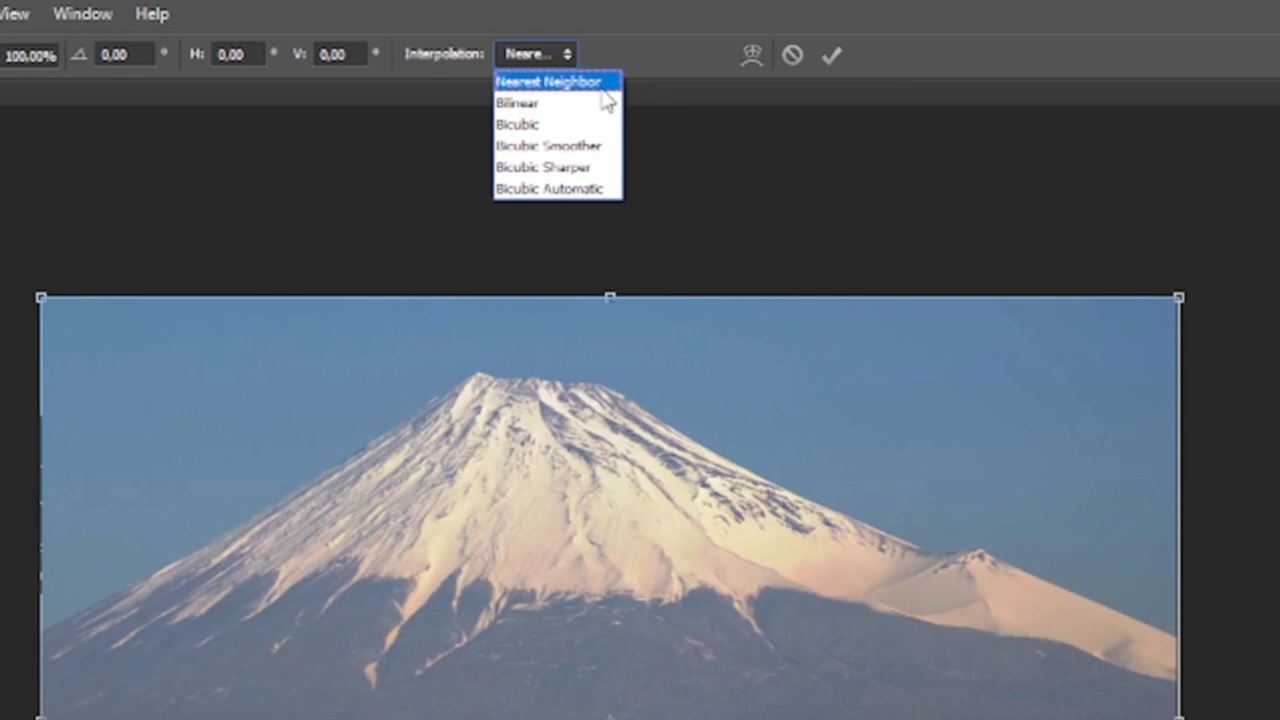 View Window Help
100,00% 0,00 ° H: 0,00 ° V: 0,00 ° Interpolation: Neare...
Nearest Neighbor
Bilinear
Bicubic
Bicubic Smoother
Bicubic Sharper
Bicubic Automatic